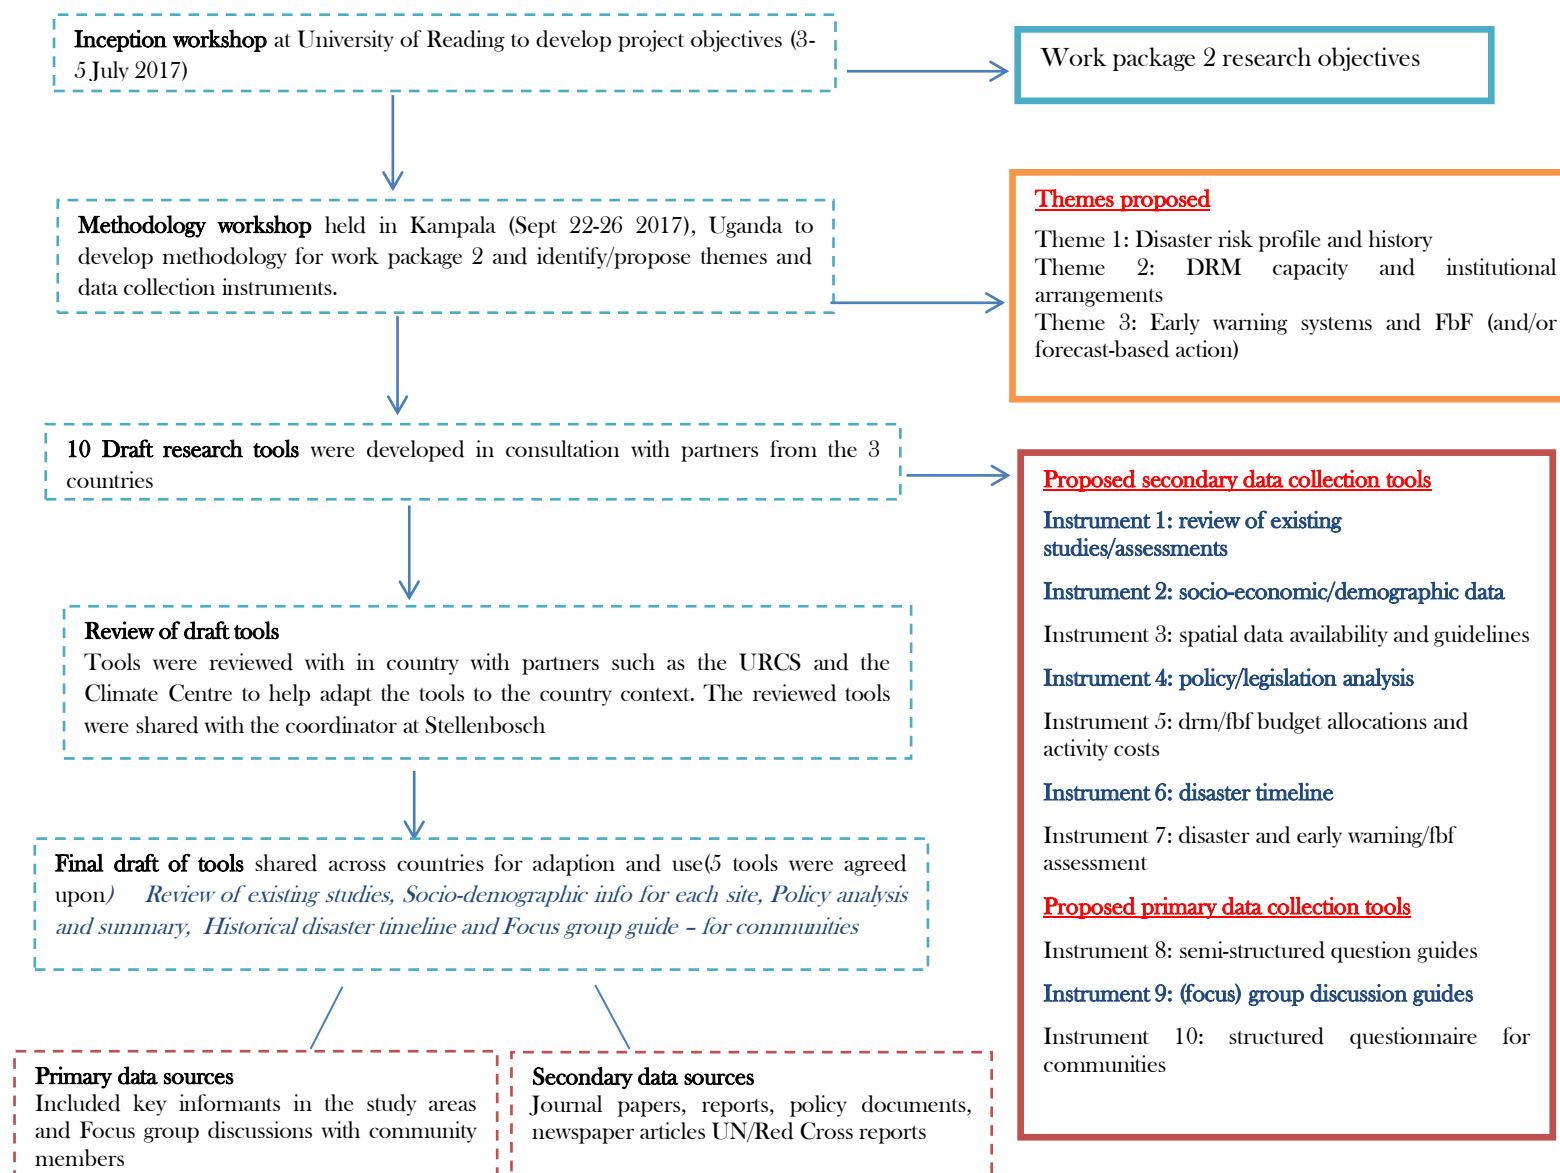 Inception workshop at University of Reading to develop project objectives (3-
5 July 2017)
Work package 2 research objectives
Methodology workshop held in Kampala (Sept 22-26 2017), Uganda to
develop methodology for work package 2 and identify/propose themes and
data collection instruments.
Themes proposed
Theme 1: Disaster risk profile and history
Theme 2: DRM capacity and institutional
arrangements
Theme 3: Early warning systems and FbF (and/or
forecast-based action)
10 Draft research tools were developed in consultation with partners from the 3
countries
Proposed secondary data collection tools
Instrument 1: review of existing
studies/assessments
Instrument 2: socio-economic/demographic data
Instrument 3: spatial data availability and guidelines
Instrument 4: policy/legislation analysis
Instrument 5: drm/fbf budget allocations and
activity costs
Instrument 6: disaster timeline
Instrument 7: disaster and early warning/fbf
assessment
Proposed primary data collection tools
Instrument 8: semi-structured question guides
Instrument 9: (focus) group discussion guides
Instrument 10: structured questionnaire for
communities
Review of draft tools
Tools were reviewed with in country with partners such as the URCS and the
Climate Centre to help adapt the tools to the country context. The reviewed tools
were shared with the coordinator at Stellenbosch
Final draft of tools shared across countries for adaption and use(5 tools were agreed
upon) Review of existing studies, Socio-demographic info for each site, Policy analysis
and summary, Historical disaster timeline and Focus group guide – for communities
Primary data sources
Included key informants in the study areas
and Focus group discussions with community
members
Secondary data sources
Journal papers, reports, policy documents,
newspaper articles UN/Red Cross reports